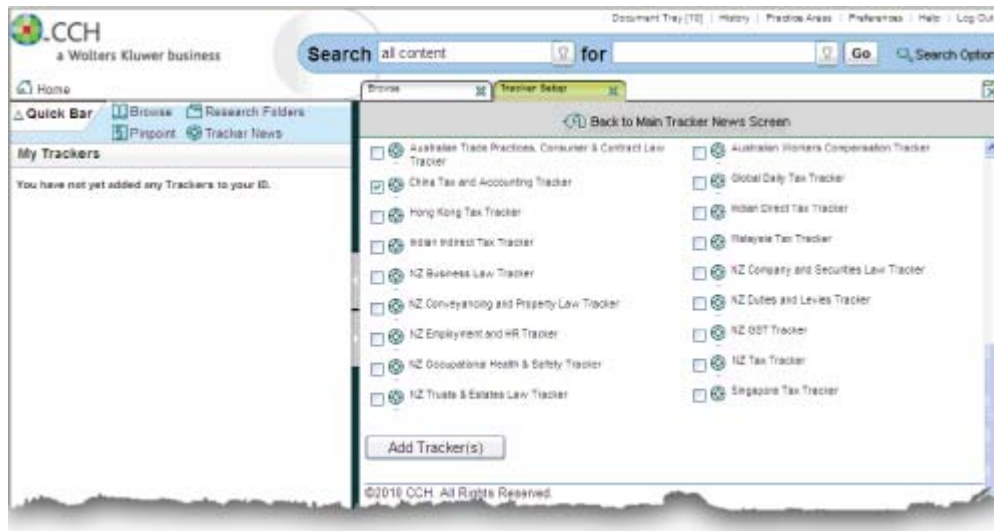 Document Tray [10] | History | Practice Areas | Preferences | Help | Log Out
.CCH
a Wolters Kluwer business
Search all content for Go Search Option
Home
Browse Tracker Setup
Quick Bar Browse Research Folders
Pinpoint Tracker News
Back to Main Tracker News Screen
My Trackers
You have not yet added any Trackers to your ID.
Australian Trade Practices, Consumer & Contract Law Tracker
Australian Workers Compensation Tracker
China Tax and Accounting Tracker
Global Daily Tax Tracker
Hong Kong Tax Tracker
Indian Direct Tax Tracker
Indian Indirect Tax Tracker
Malaysia Tax Tracker
NZ Business Law Tracker
NZ Company and Securities Law Tracker
NZ Conveyancing and Property Law Tracker
NZ Duties and Levies Tracker
NZ Employment and HR Tracker
NZ GST Tracker
NZ Occupational Health & Safety Tracker
NZ Tax Tracker
NZ Trusts & Estates Law Tracker
Singapore Tax Tracker
Add Tracker(s)
©2010 CCH. All Rights Reserved.